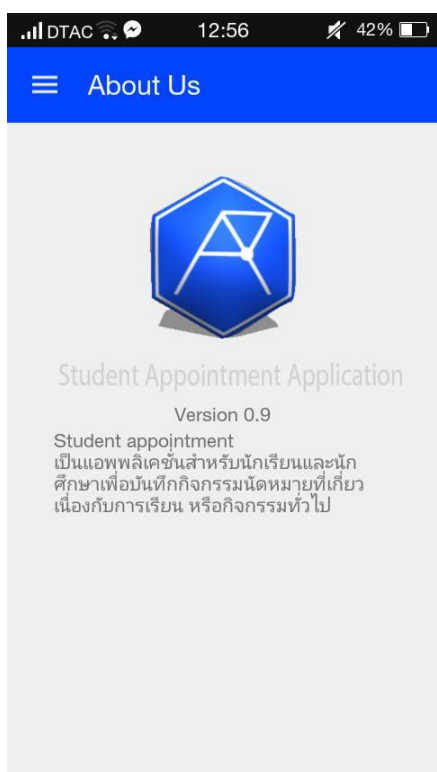 DTAC 12:56 42%
About Us
Student Appointment Application
Version 0.9
Student appointment
เป็นแอพพลิเคชั่นสำหรับนักเรียนและนัก
ศึกษาเพื่อบันทึกกิจกรรมนัดหมายที่เกี่ยว
เนื่องกับการเรียน หรือกิจกรรมทั่วไป